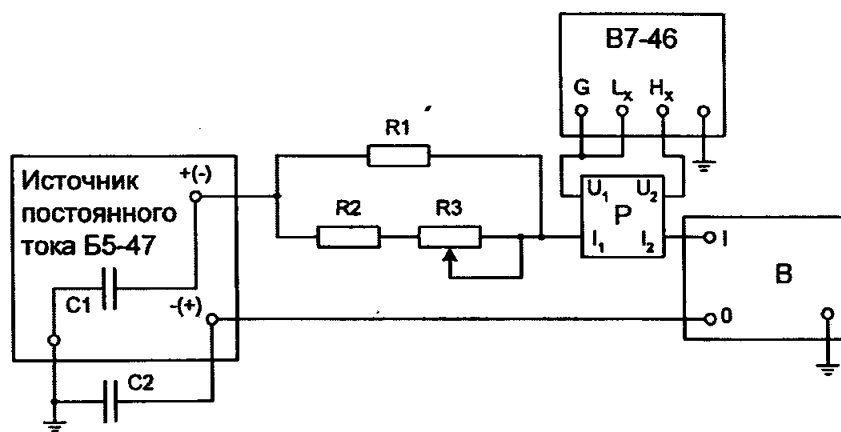 В7-46
G Lx Hx
R1
Источник
постоянного
тока Б5-47
+(-)
R2 R3
U1 U2
P
I1 I2
I
В
C1
-(+)
0
C2